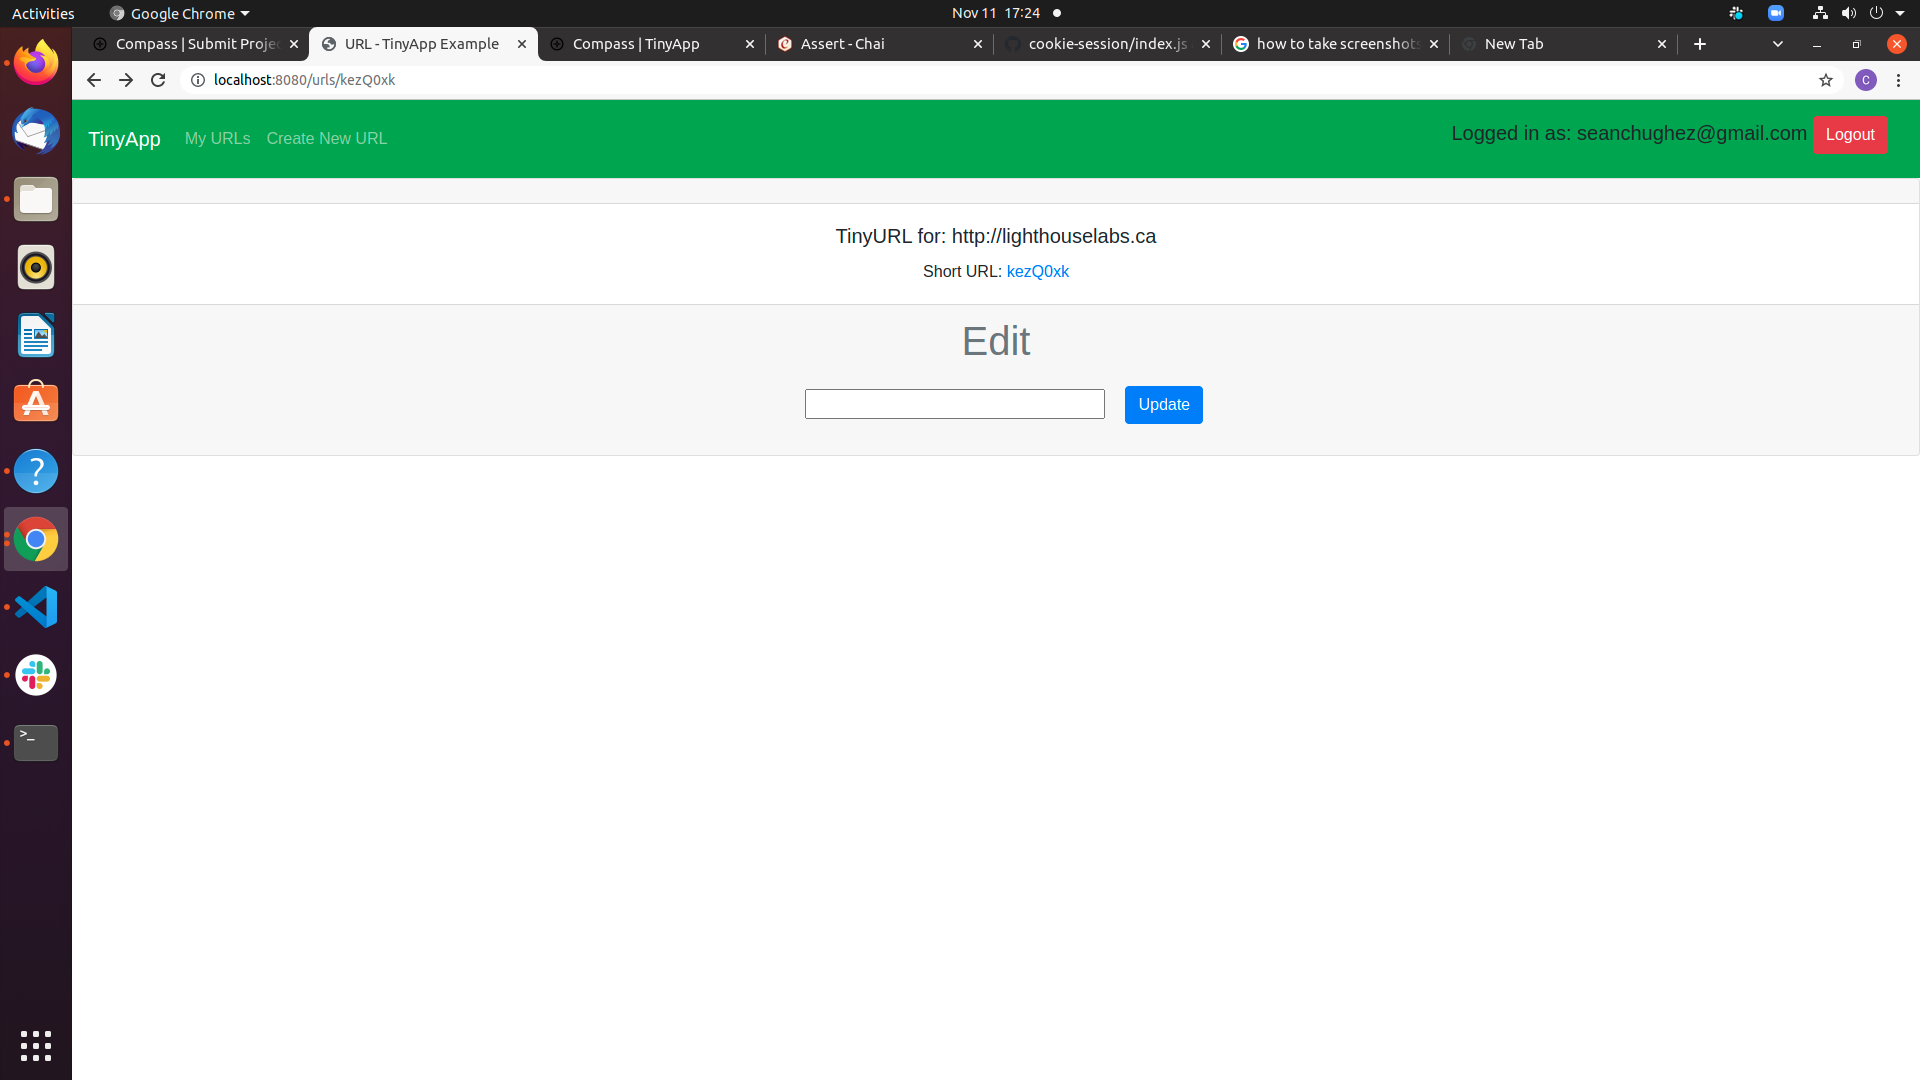 Activities Google Chrome Nov 11 17:24
Compass | Submit Projec URL - TinyApp Example Compass | TinyApp Assert - Chai cookie-session/index.js how to take screenshots New Tab
localhost:8080/urls/kezQ0xk C
TinyApp My URLs Create New URL Logged in as: seanchughez@gmail.com Logout
TinyURL for: http://lighthouselabs.ca
Short URL: kezQ0xk
Edit
Update